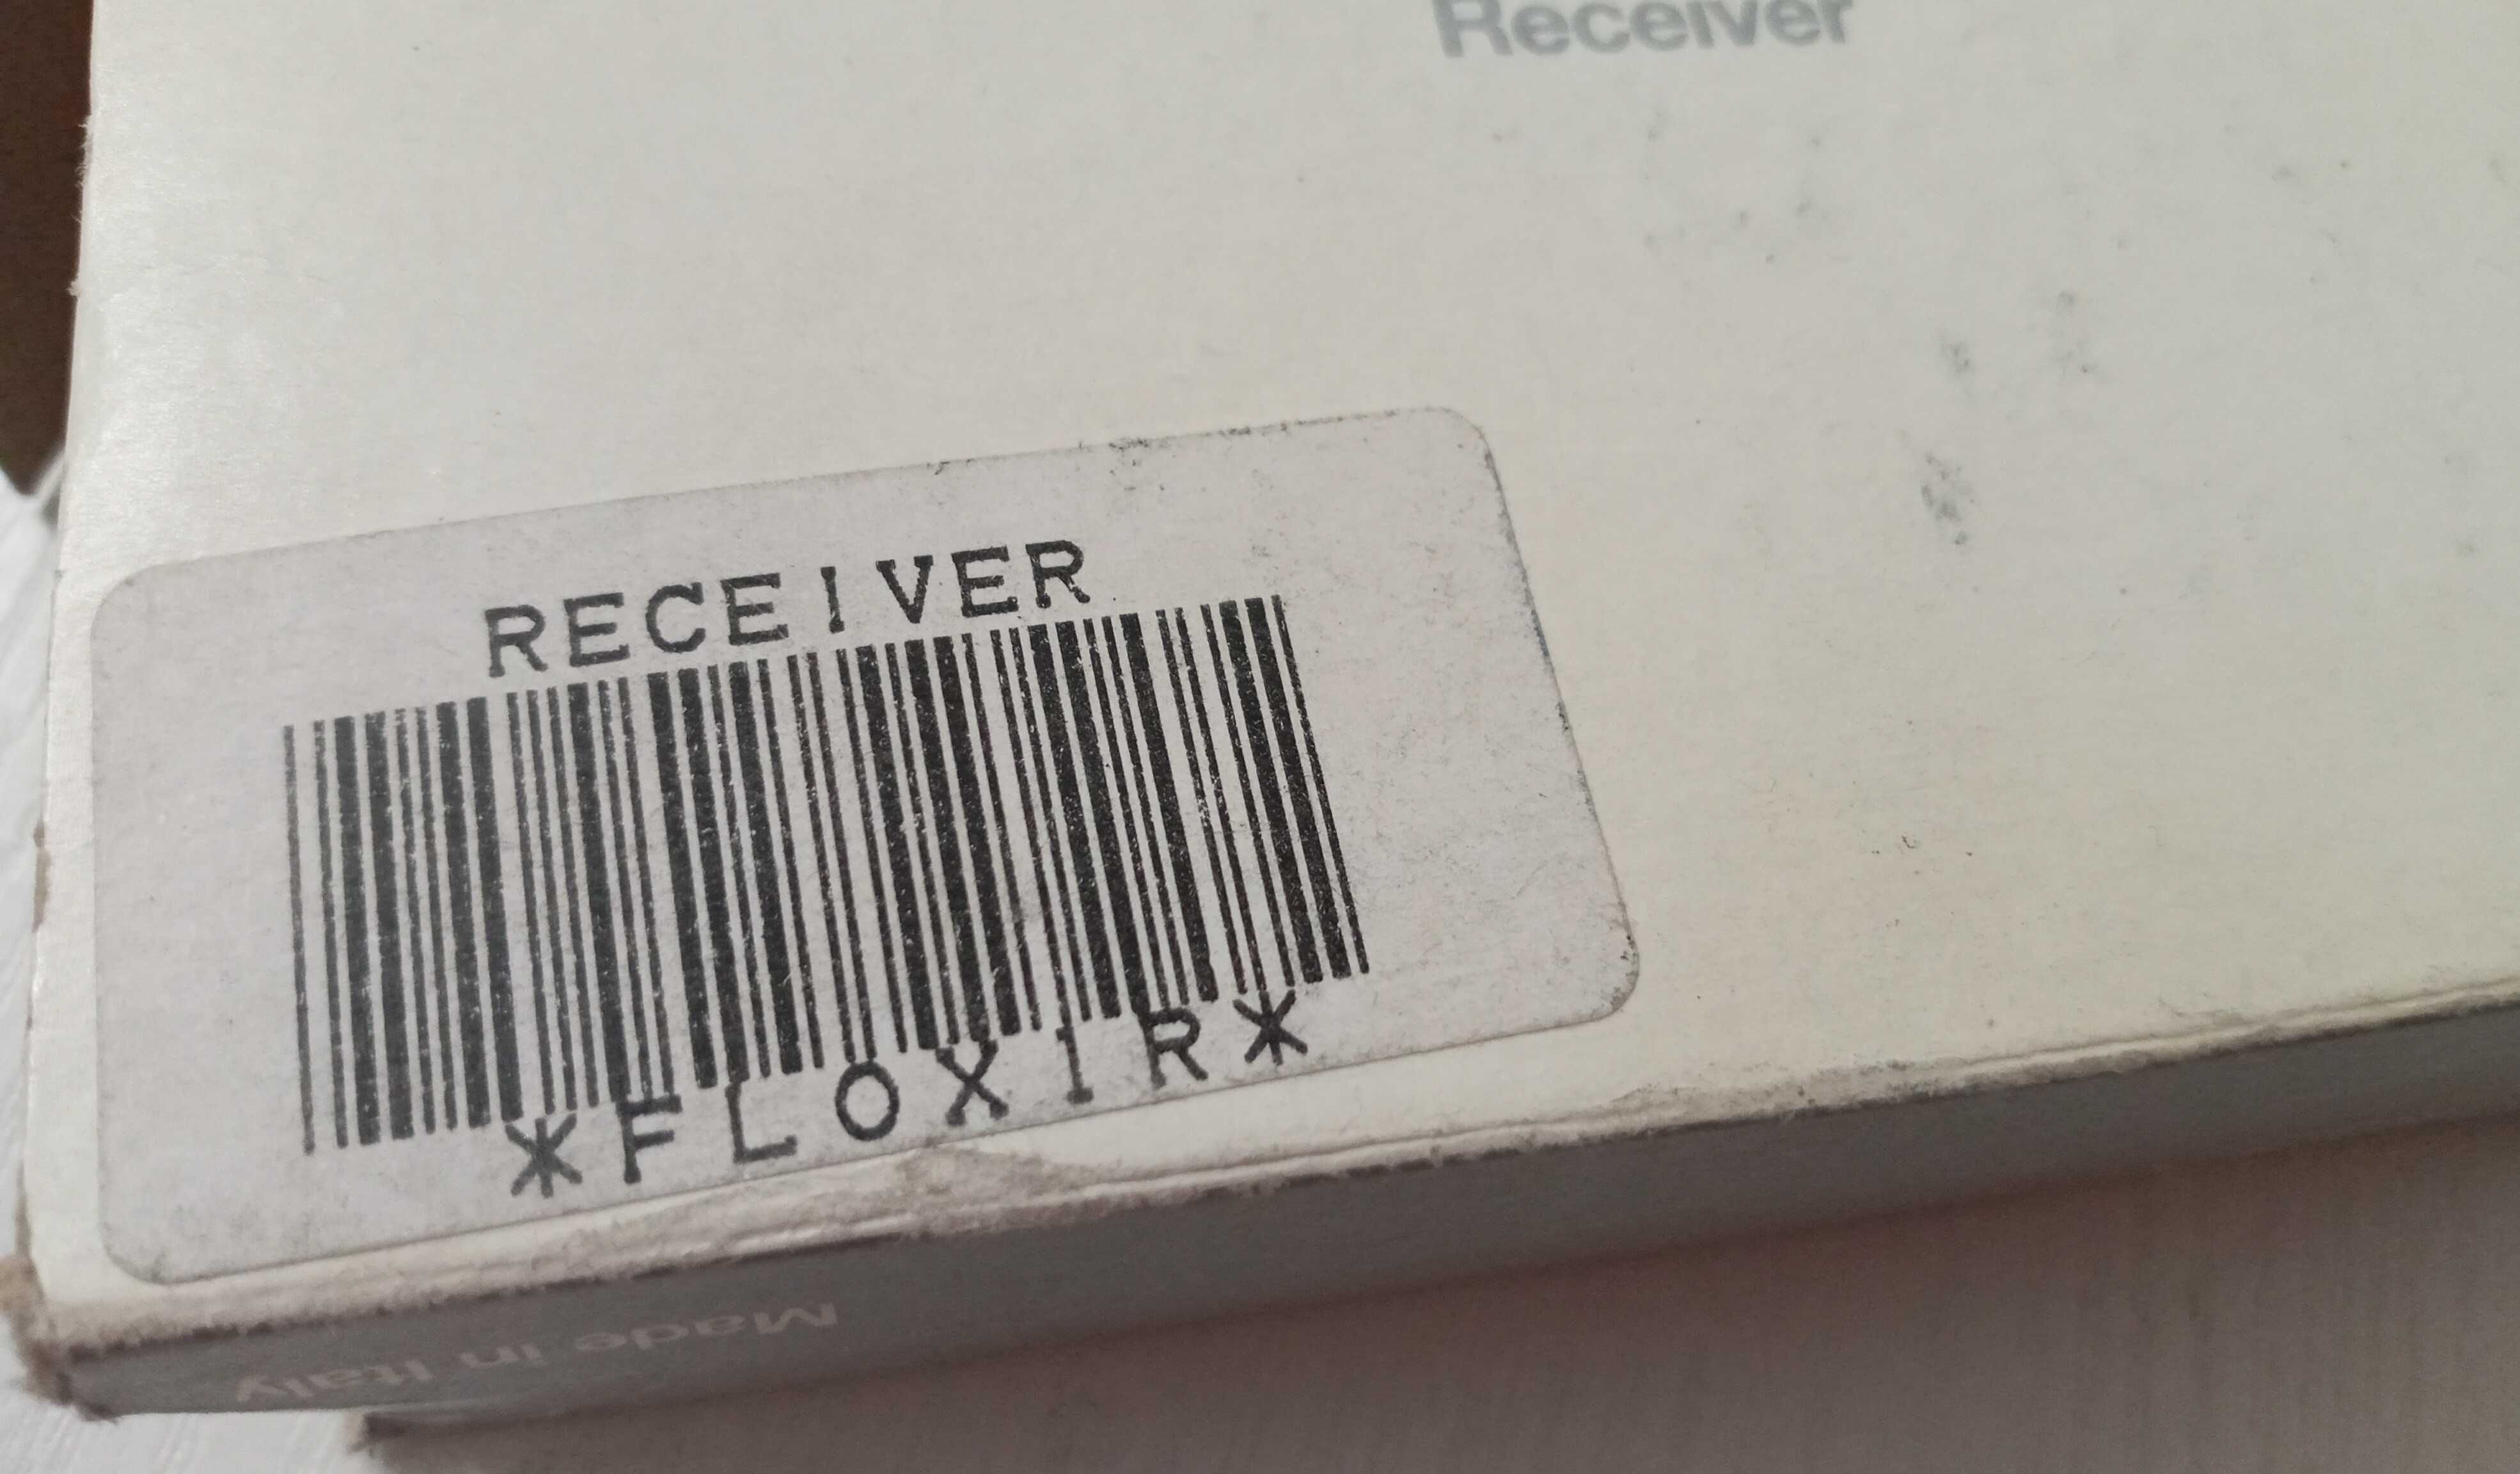 Receiver
RECEIVER
*FLOX1R*
Made in Italy